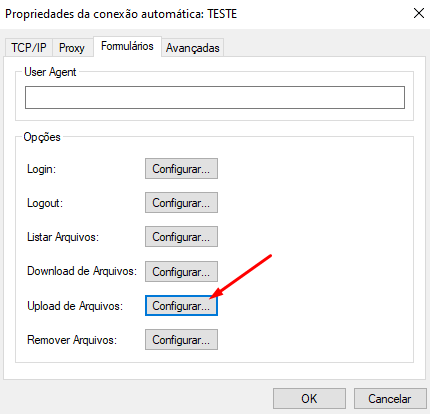 Propriedades da conexão automática: TESTE
TCP/IP Proxy Formulários Avançadas
User Agent
Opções
Login: Configurar...
Logout: Configurar...
Listar Arquivos: Configurar...
Download de Arquivos: Configurar...
Upload de Arquivos: Configurar...
Remover Arquivos: Configurar...
OK Cancelar